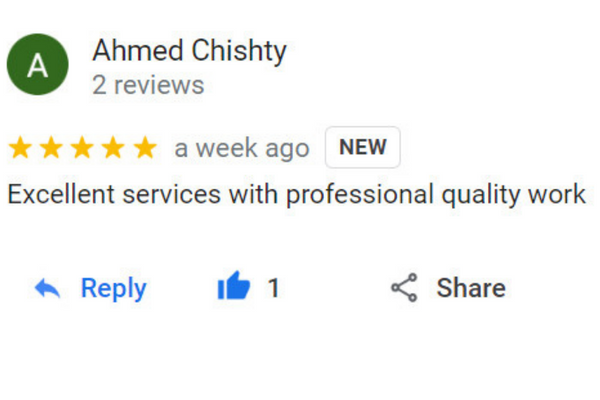 A
Ahmed Chishty
2 reviews
a week ago NEW
Excellent services with professional quality work
Reply 1 Share